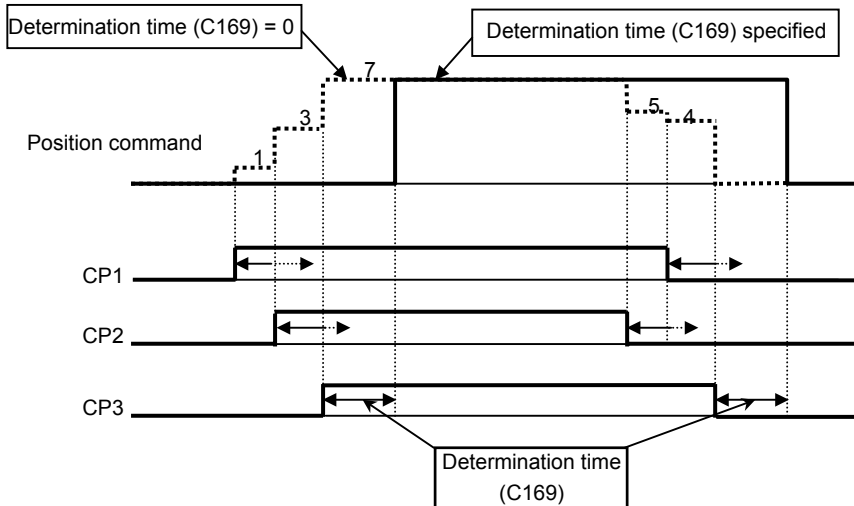 Determination time (C169) = 0
Determination time (C169) specified
7
3
5
4
1
Position command
CP1
CP2
CP3
Determination time
(C169)